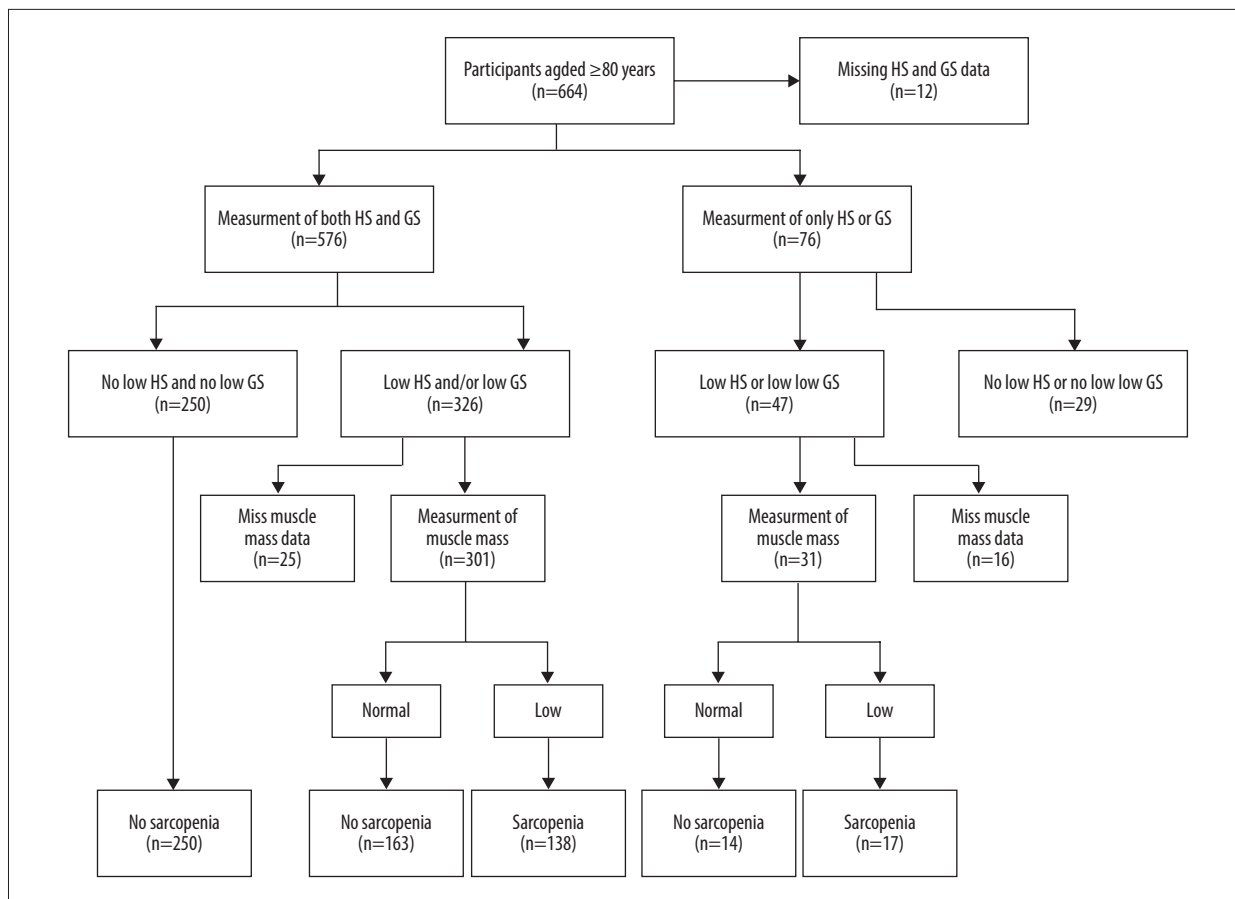 Participants agded ≥80 years
(n=664)
Missing HS and GS data
(n=12)
Measurment of both HS and GS
(n=576)
Measurment of only HS or GS
(n=76)
No low HS and no low GS
(n=250)
Low HS and/or low GS
(n=326)
Low HS or low low GS
(n=47)
No low HS or no low low GS
(n=29)
Miss muscle
mass data
(n=25)
Measurment of
muscle mass
(n=301)
Measurment of
muscle mass
(n=31)
Miss muscle
mass data
(n=16)
Normal
Low
Normal
Low
No sarcopenia
(n=250)
No sarcopenia
(n=163)
Sarcopenia
(n=138)
No sarcopenia
(n=14)
Sarcopenia
(n=17)